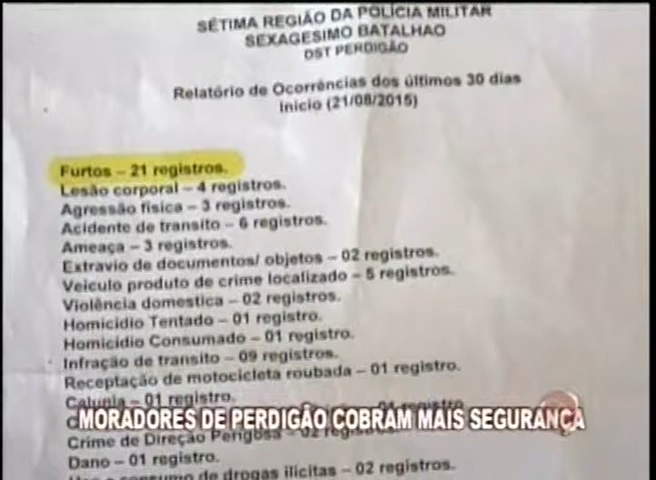 SÉTIMA REGIÃO DA POLÍCIA MILITAR
SEXAGESIMO BATALHAO
DST PERDIGÃO
Relatório de Ocorrências dos últimos 30 dias
Inicio (21/08/2015)
Furtos – 21 registros.
Lesão corporal – 4 registros.
Agressão física – 3 registros.
Acidente de transito – 6 registros.
Ameaça – 3 registros.
Extravio de documentos/ objetos – 02 registros.
Veiculo produto de crime localizado – 5 registros.
Violência domestica – 02 registros.
Homicidio Tentado – 01 registro.
Homicidio Consumado – 01 registro.
Infração de transito – 09 registros.
Receptação de motocicleta roubada – 01 registro.
Calunia – 01 registro.
MORADORES DE PERDIGÃO COBRAM MAIS SEGURANÇA
Crime de Direção Perigosa – 02 registros.
Dano – 01 registro.
consumo de drogas ilicitas – 02 registros.